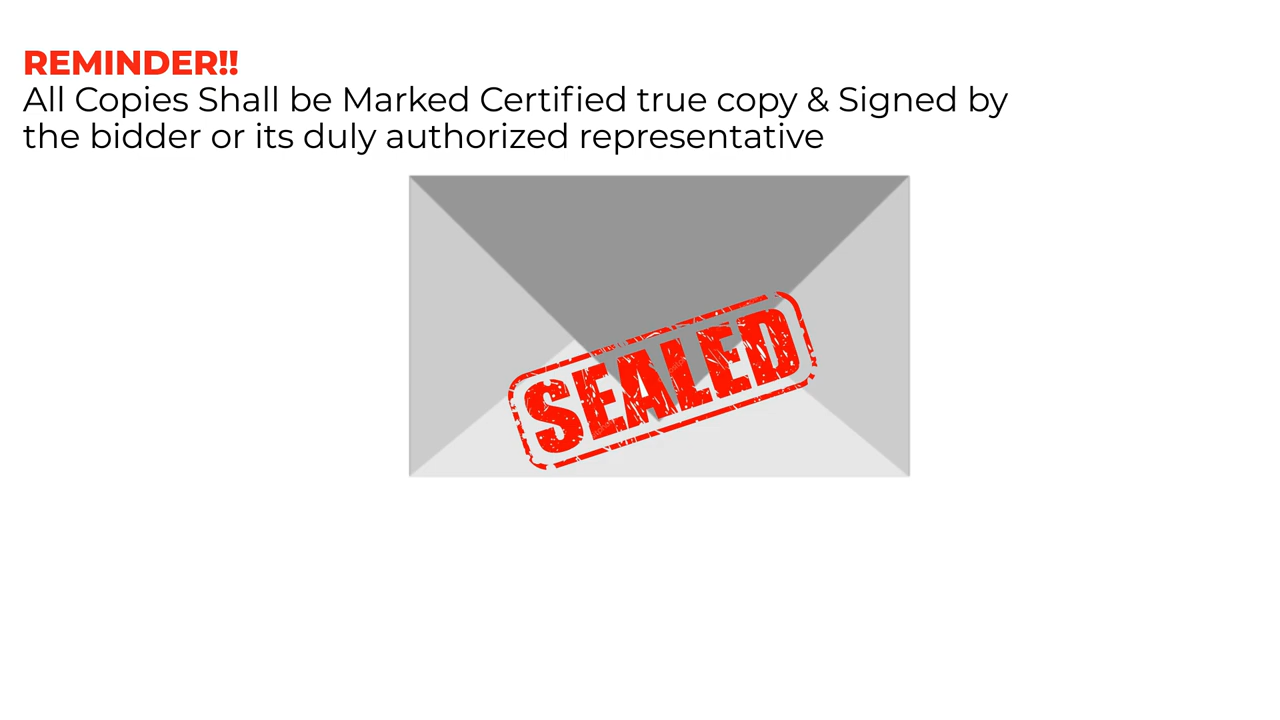 REMINDER!!
All Copies Shall be Marked Certified true copy & Signed by
the bidder or its duly authorized representative
SEALED